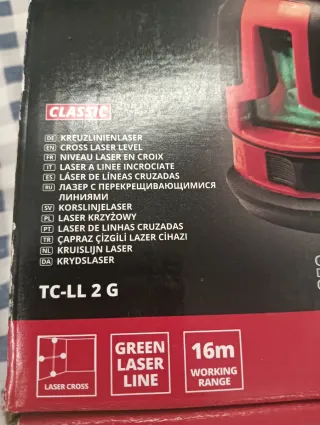 CLASSIC
DE KREUZLINIENLASER
EN CROSS LASER LEVEL
FR NIVEAU LASER EN CROIX
IT LASER A LINEE INCROCIATE
ES LÁSER DE LÍNEAS CRUZADAS
RU ЛАЗЕР С ПЕРЕКРЕЩИВАЮЩИМИСЯ
ЛИНИЯМИ
SV KORSLINJELASER
PL LASER KRZYŻOWY
PT LASER DE LINHAS CRUZADAS
TR ÇAPRAZ ÇİZGİLİ LAZER CİHAZI
NL KRUISLIJN LASER
DA KRYDSLASER
TC-LL 2 G
LASER CROSS
GREEN
LASER
LINE
16m
WORKING
RANGE